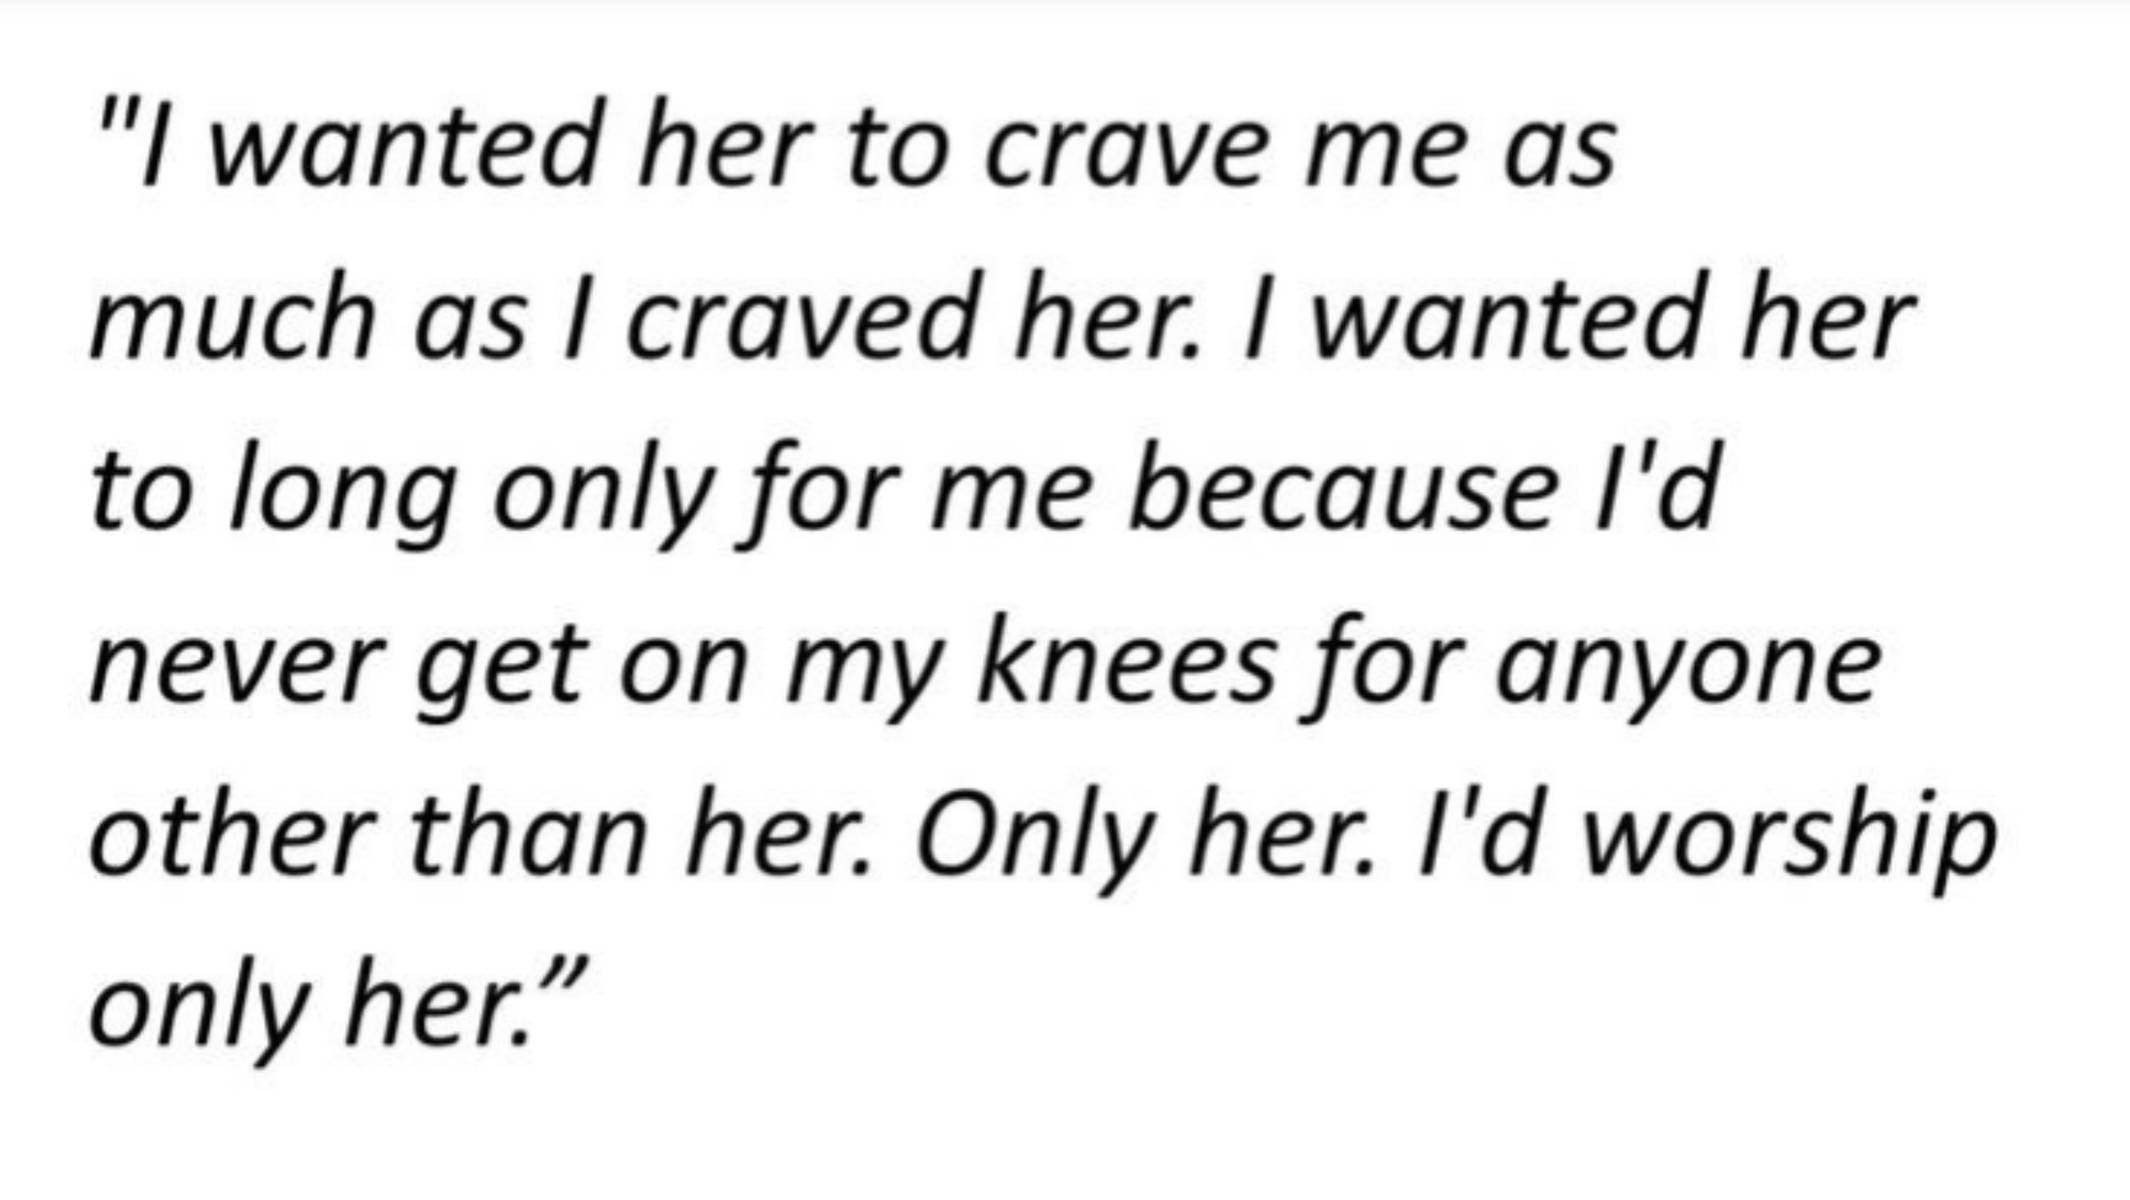 "I wanted her to crave me as
much as I craved her. I wanted her
to long only for me because I'd
never get on my knees for anyone
other than her. Only her. I'd worship
only her.”